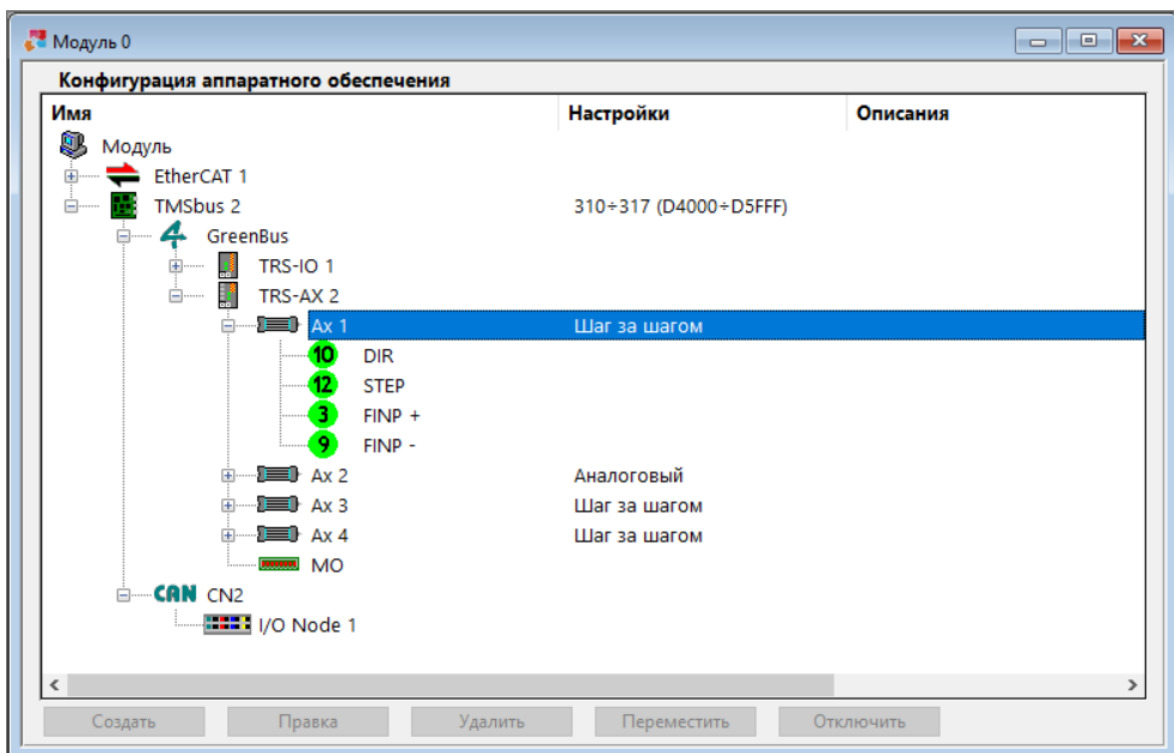 Модуль 0
Конфигурация аппаратного обеспечения
Имя Настройки Описания
Модуль
EtherCAT 1
TMSbus 2 310÷317 (D4000÷D5FFF)
GreenBus
TRS-IO 1
TRS-AX 2
Ax 1 Шаг за шагом
10 DIR
12 STEP
3 FINP +
9 FINP -
Ax 2 Аналоговый
Ax 3 Шаг за шагом
Ax 4 Шаг за шагом
MO
CAN CN2
I/O Node 1
Создать Правка Удалить Переместить Отключить